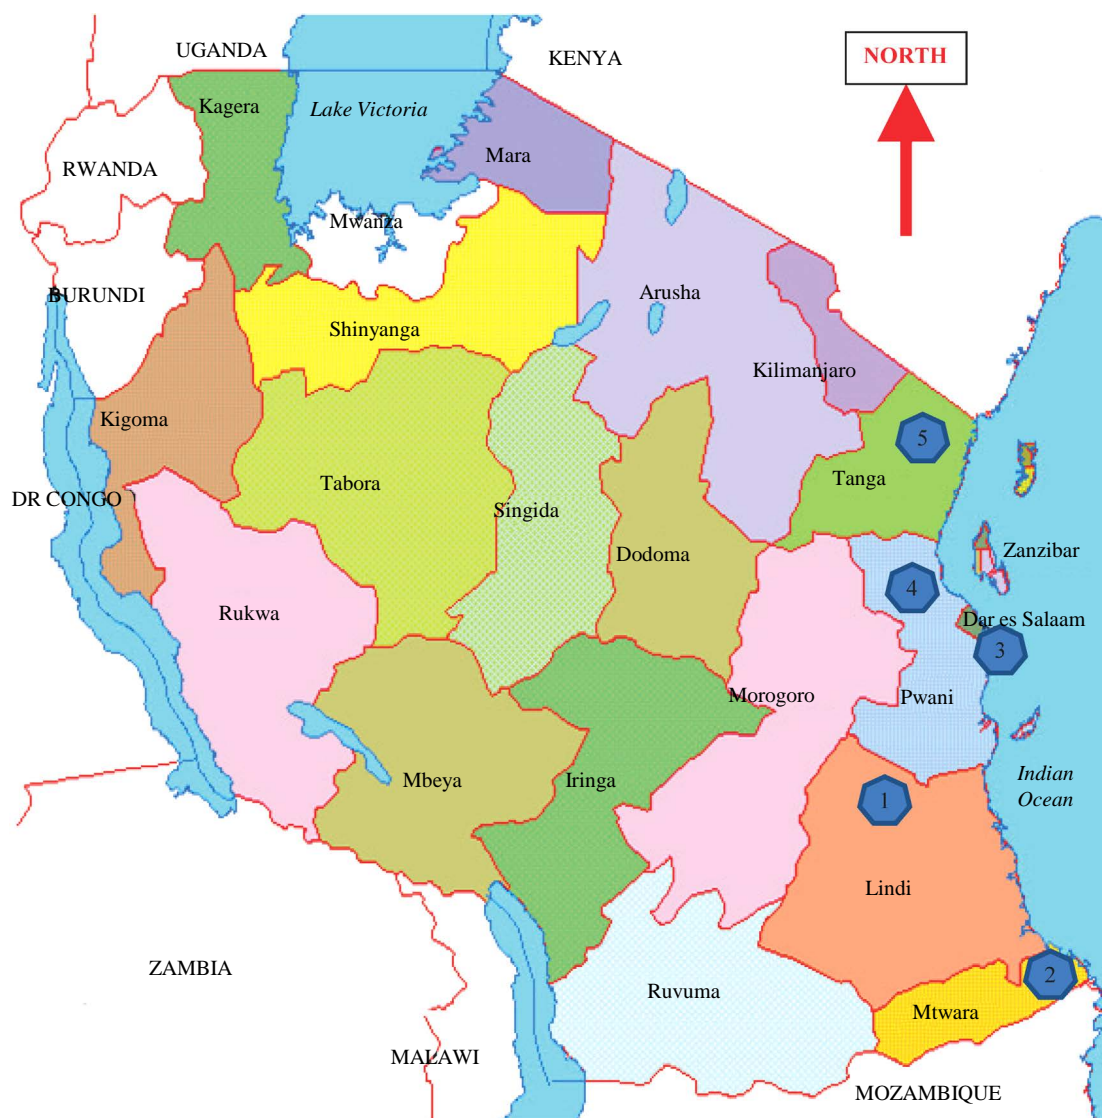 UGANDA
KENYA
NORTH
Kagera
Lake Victoria
Mara
RWANDA
Mwanza
BURUNDI
Arusha
Shinyanga
Kilimanjaro
Kigoma
5
Tabora
Tanga
DR CONGO
Singida
Dodoma
Zanzibar
4
Rukwa
Dar es Salaam
3
Morogoro
Pwani
Mbeya
Iringa
Indian
Ocean
1
Lindi
ZAMBIA
2
Ruvuma
Mtwara
MALAWI
MOZAMBIQUE